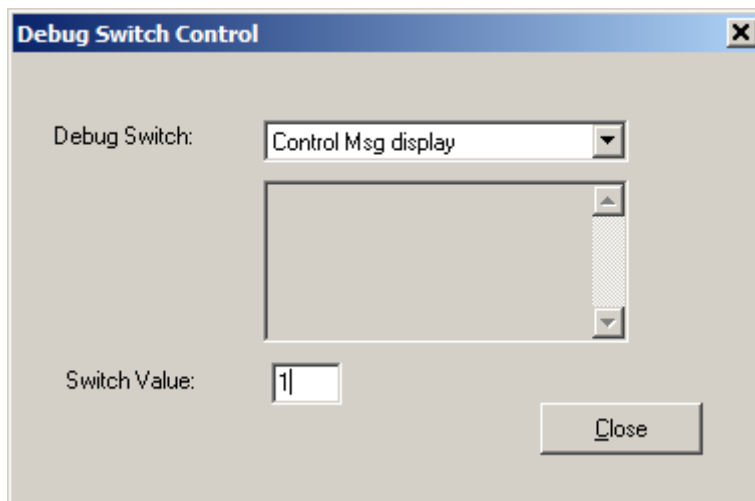 Debug Switch Control
Debug Switch: Control Msg display
Switch Value: 1
Close